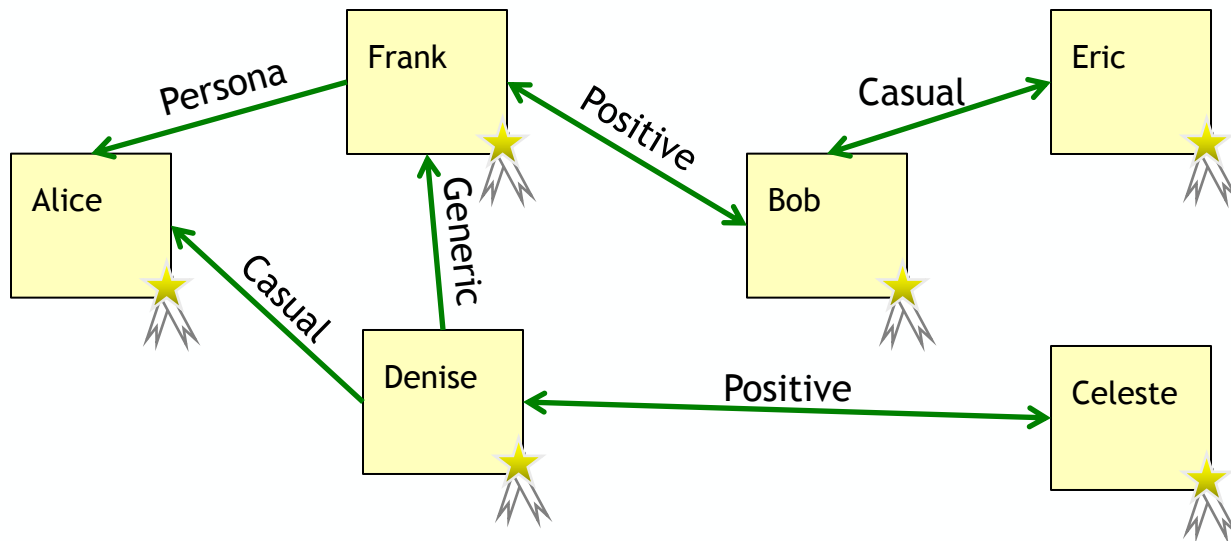 Frank
Eric
Persona
Casual
Positive
Alice
Bob
Generic
Casual
Denise
Positive
Celeste